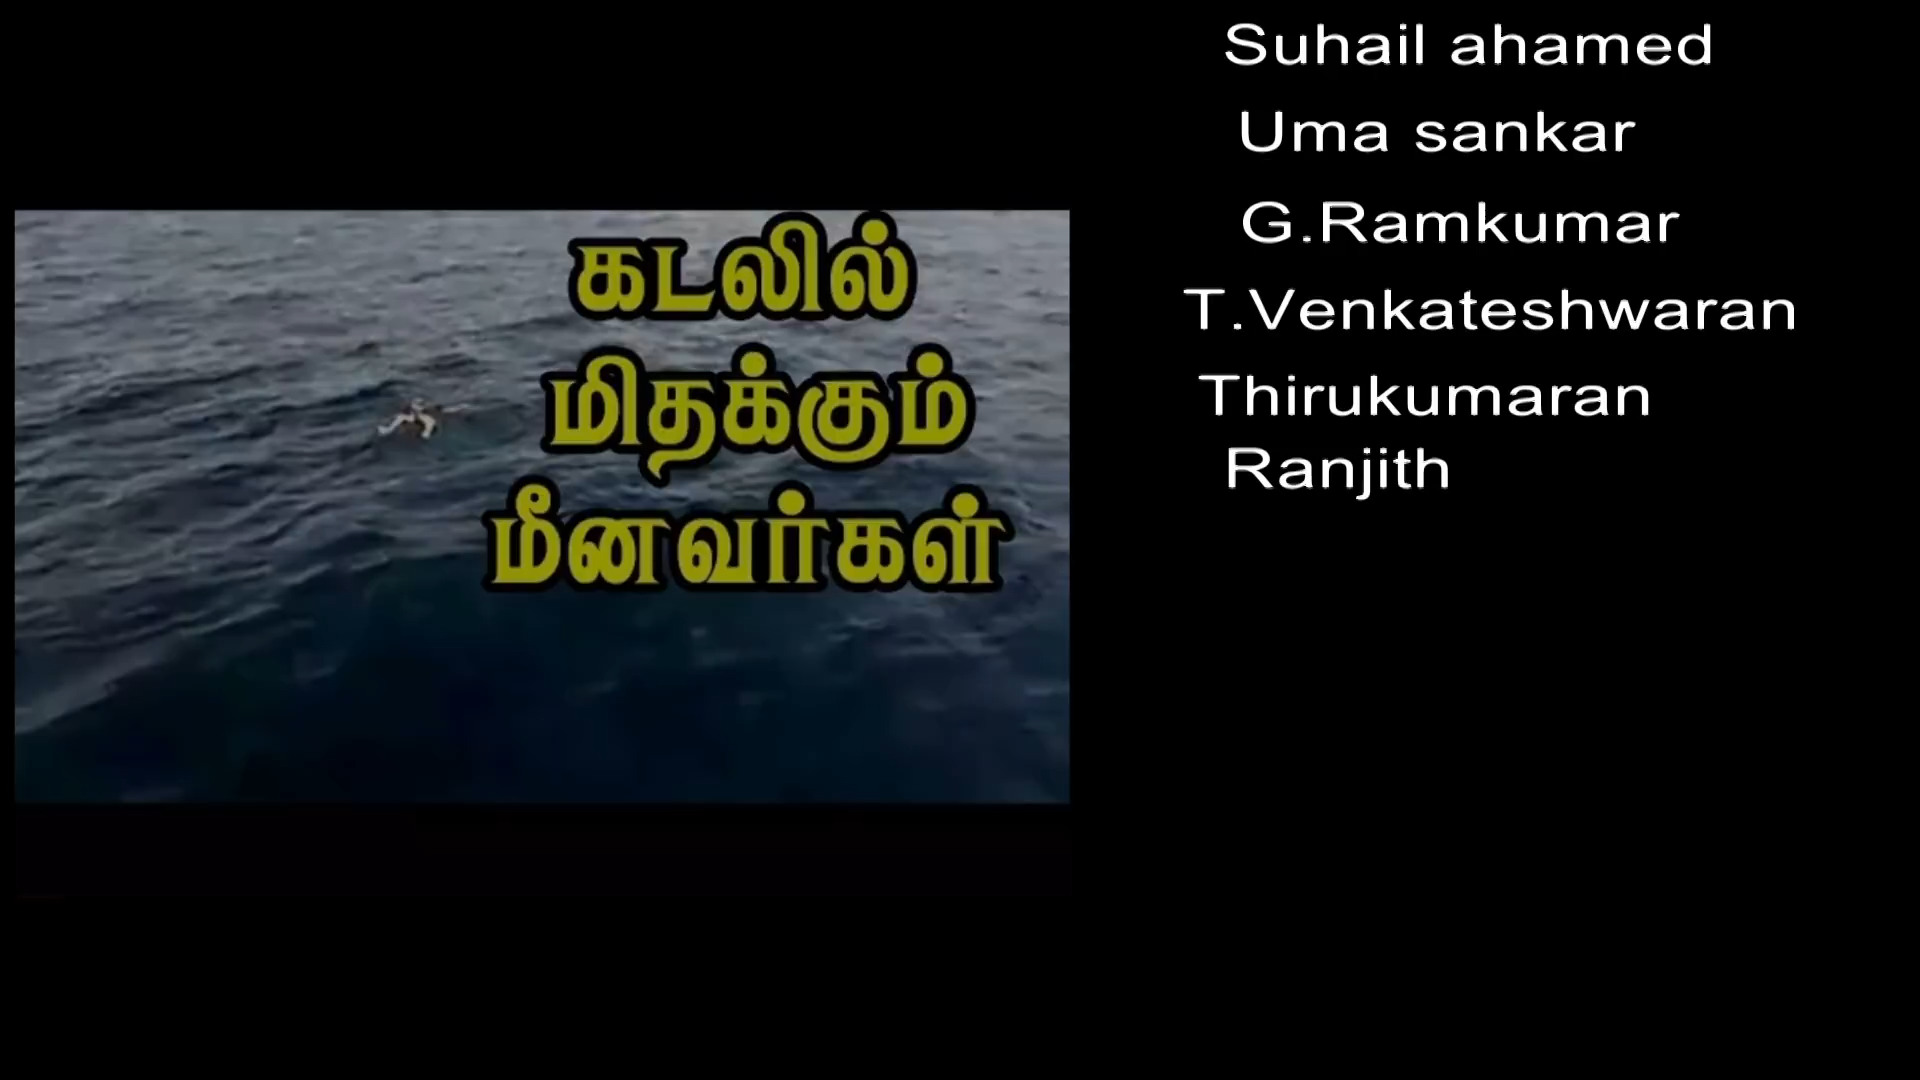 கடலில்
மிதக்கும்
மீனவர்கள்
Suhail ahamed
Uma sankar
G.Ramkumar
T.Venkateshwaran
Thirukumaran
Ranjith